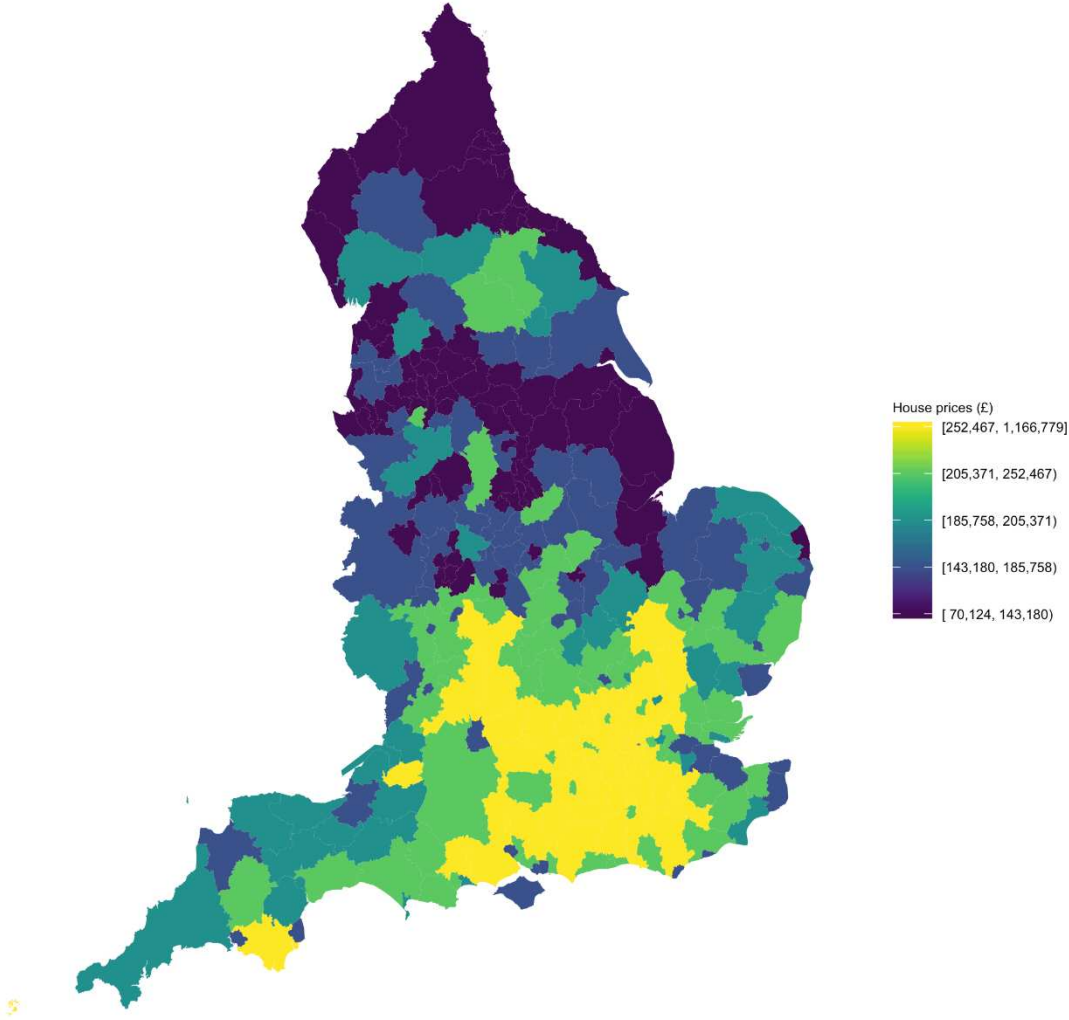 House prices (£)
[252,467, 1,166,779]
[205,371, 252,467)
[185,758, 205,371)
[143,180, 185,758)
[ 70,124, 143,180)